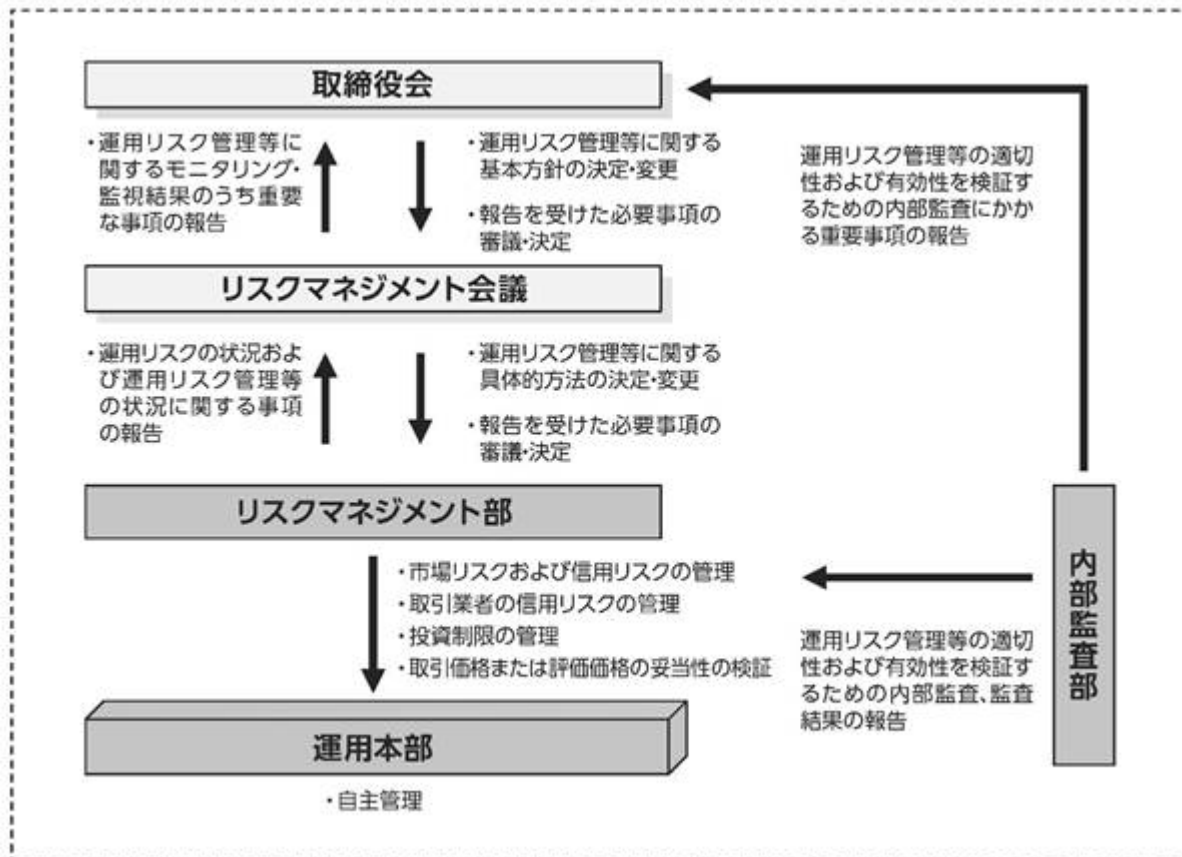 取締役会
・運用リスク管理等に
関するモニタリング・
監視結果のうち重要
な事項の報告
・運用リスク管理等に関する
基本方針の決定・変更
・報告を受けた必要事項の
審議・決定
運用リスク管理等の適切
性および有効性を検証す
るための内部監査にかか
る重要事項の報告
リスクマネジメント会議
・運用リスクの状況およ
び運用リスク管理等
の状況に関する事項
の報告
・運用リスク管理等に関する
具体的方法の決定・変更
・報告を受けた必要事項の
審議・決定
リスクマネジメント部
・市場リスクおよび信用リスクの管理
・取引業者の信用リスクの管理
・投資制限の管理
・取引価格または評価価格の妥当性の検証
運用リスク管理等の適切
性および有効性を検証す
るための内部監査、監査
結果の報告
内部監査部
運用本部
・自主管理